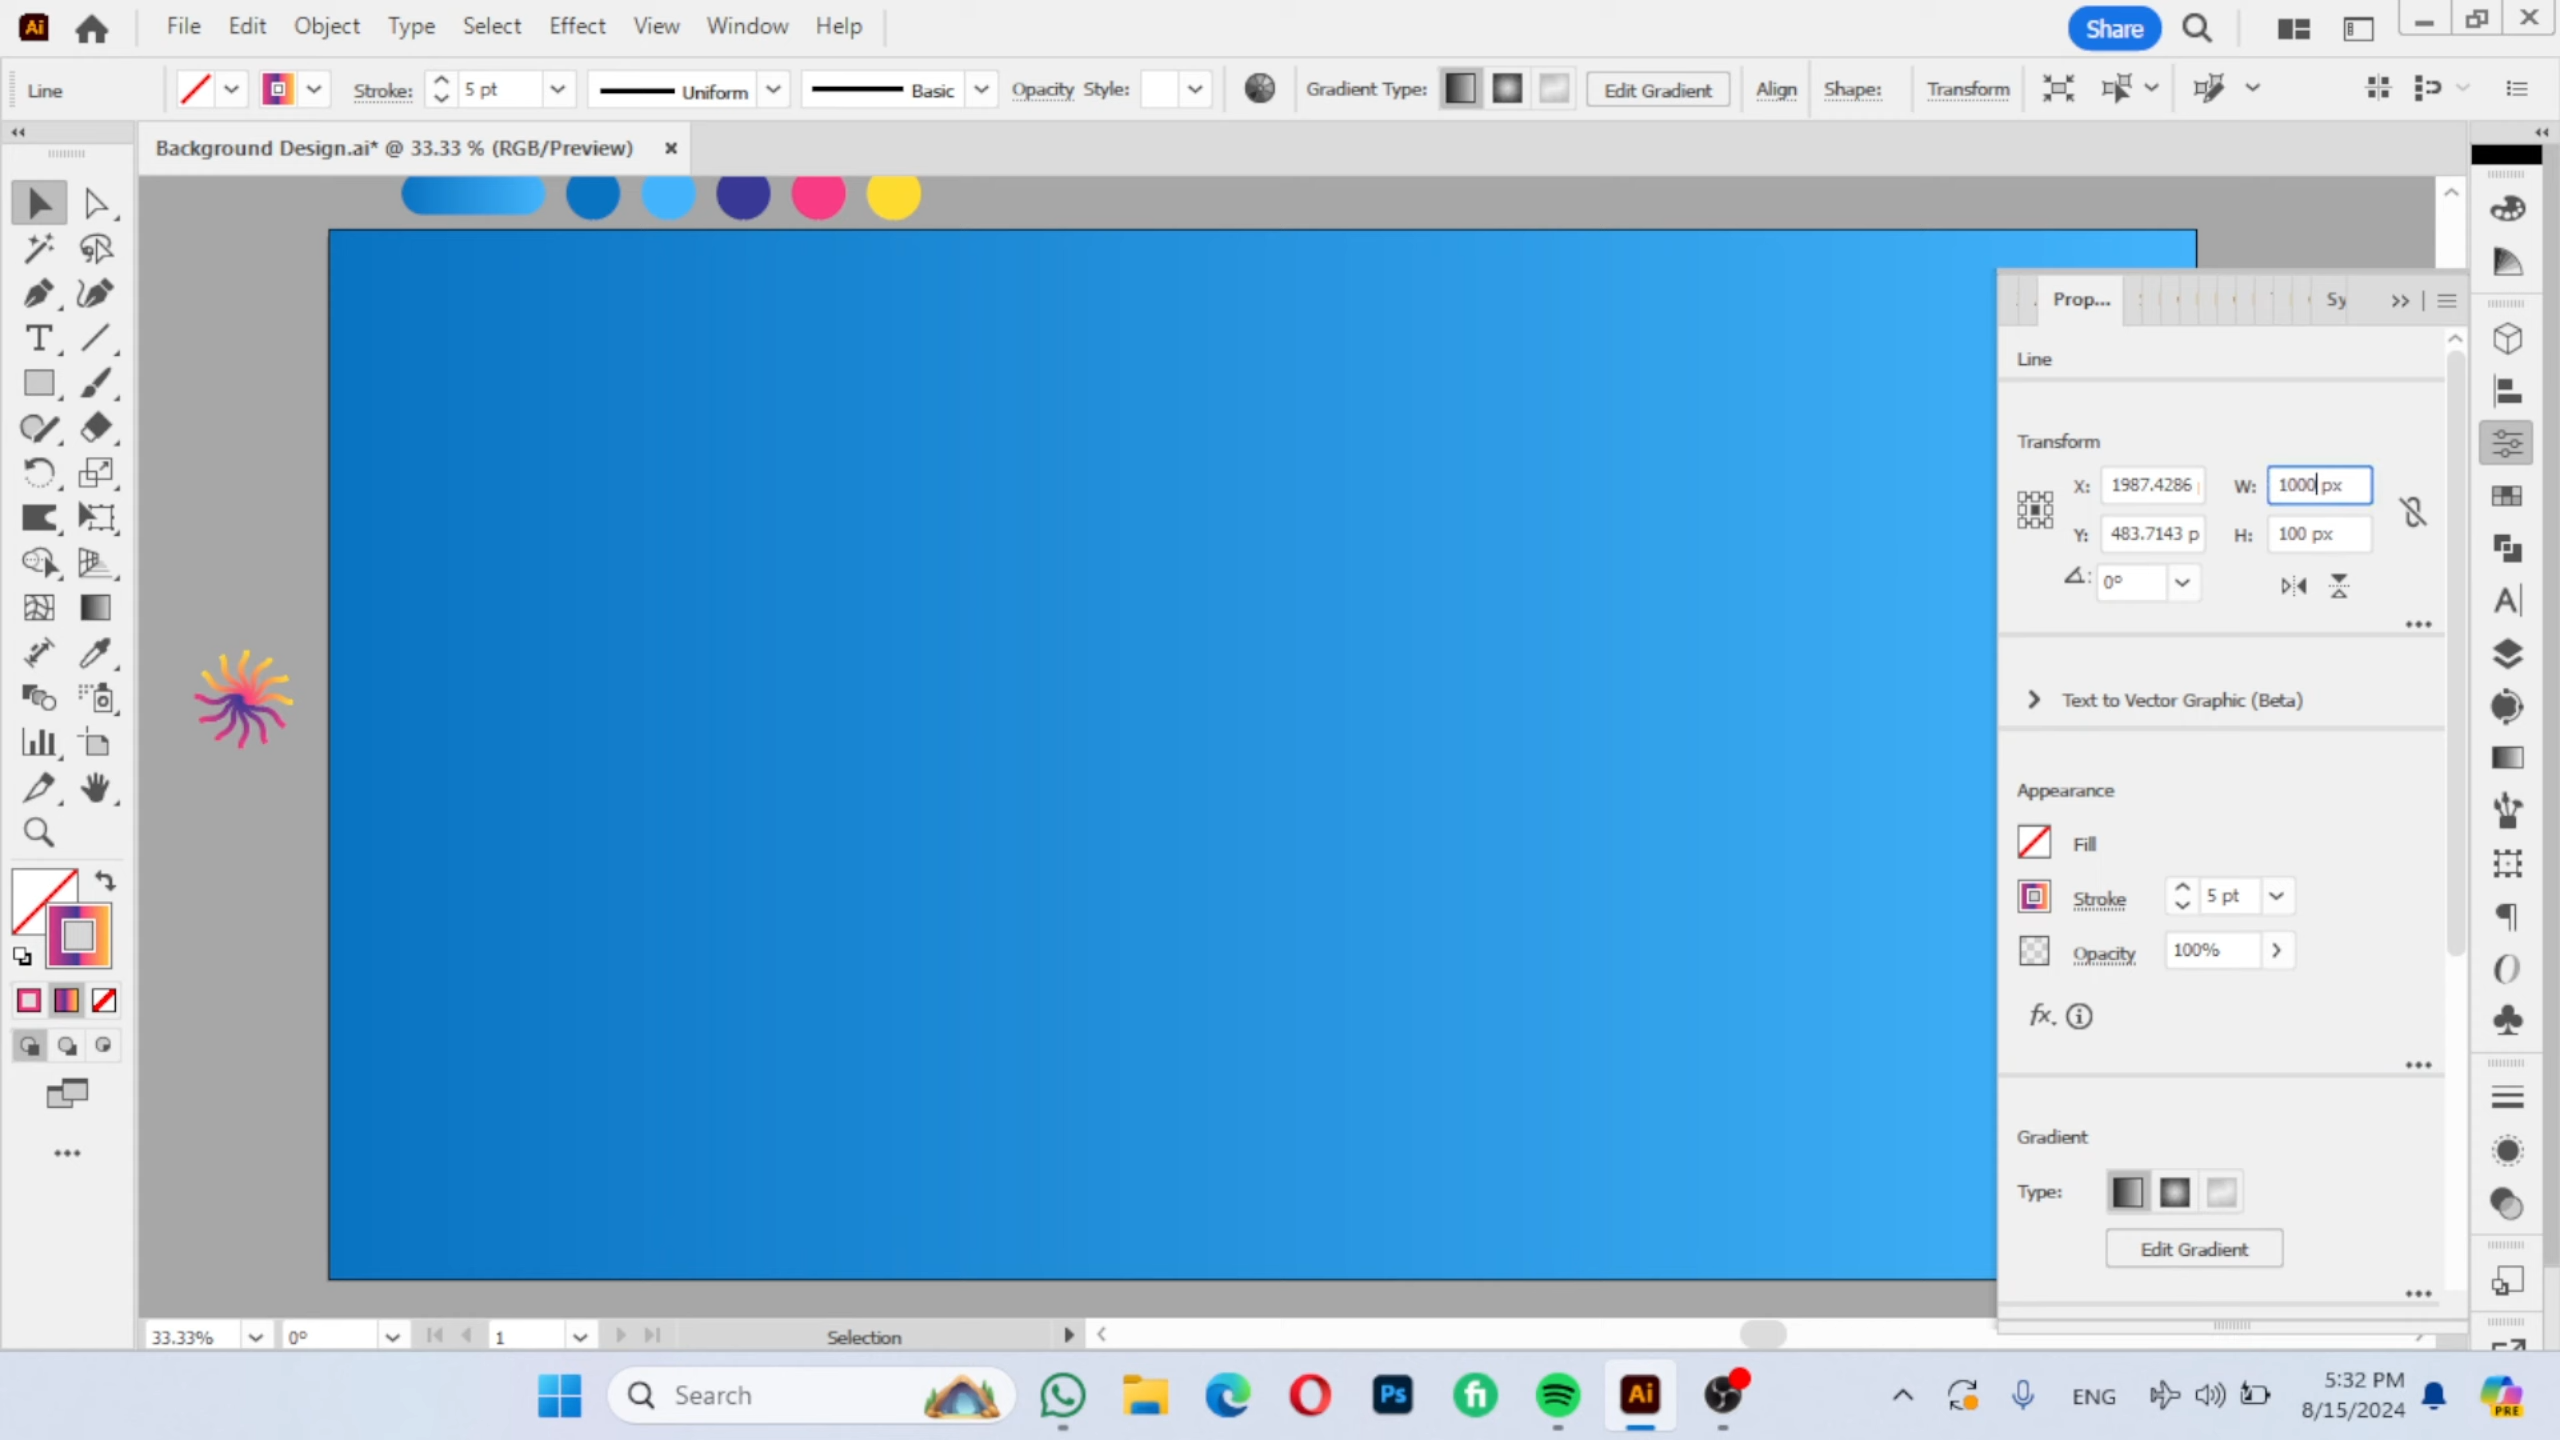 Ai File Edit Object Type Select Effect View Window Help Share
Line Stroke: 5 pt Uniform Basic Opacity Style: Gradient Type: Edit Gradient Align Shape: Transform
Background Design.ai* @ 33.33 % (RGB/Preview) ×
Prop... Sy
Line
Transform
X: 1987.4286 W: 1000 px
Y: 483.7143 p H: 100 px
0°
Text to Vector Graphic (Beta)
Appearance
Fill
Stroke 5 pt
Opacity 100%
fx.
Gradient
Type:
Edit Gradient
33.33% 0° 1 Selection
Search Ps fi Ai ENG 5:32 PM
8/15/2024
PRE